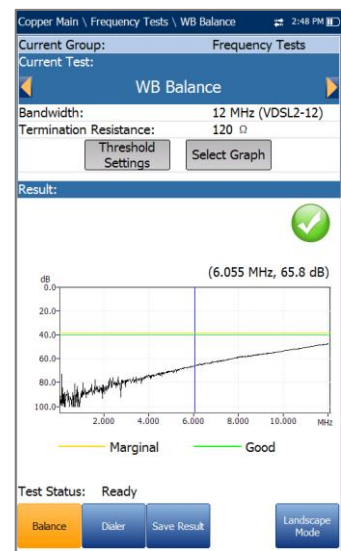 Copper Main \ Frequency Tests \ WB Balance 2:48 PM
Current Group: Frequency Tests
Current Test:
WB Balance
Bandwidth: 12 MHz (VDSL2-12)
Termination Resistance: 120 Ω
Threshold Settings Select Graph
Result:
(6.055 MHz, 65.8 dB)
dB
0.0
20.0
40.0
60.0
80.0
100.0
2.000 4.000 6.000 8.000 10.000 MHz
Marginal Good
Test Status: Ready
Balance Dialer Save Result Landscape Mode